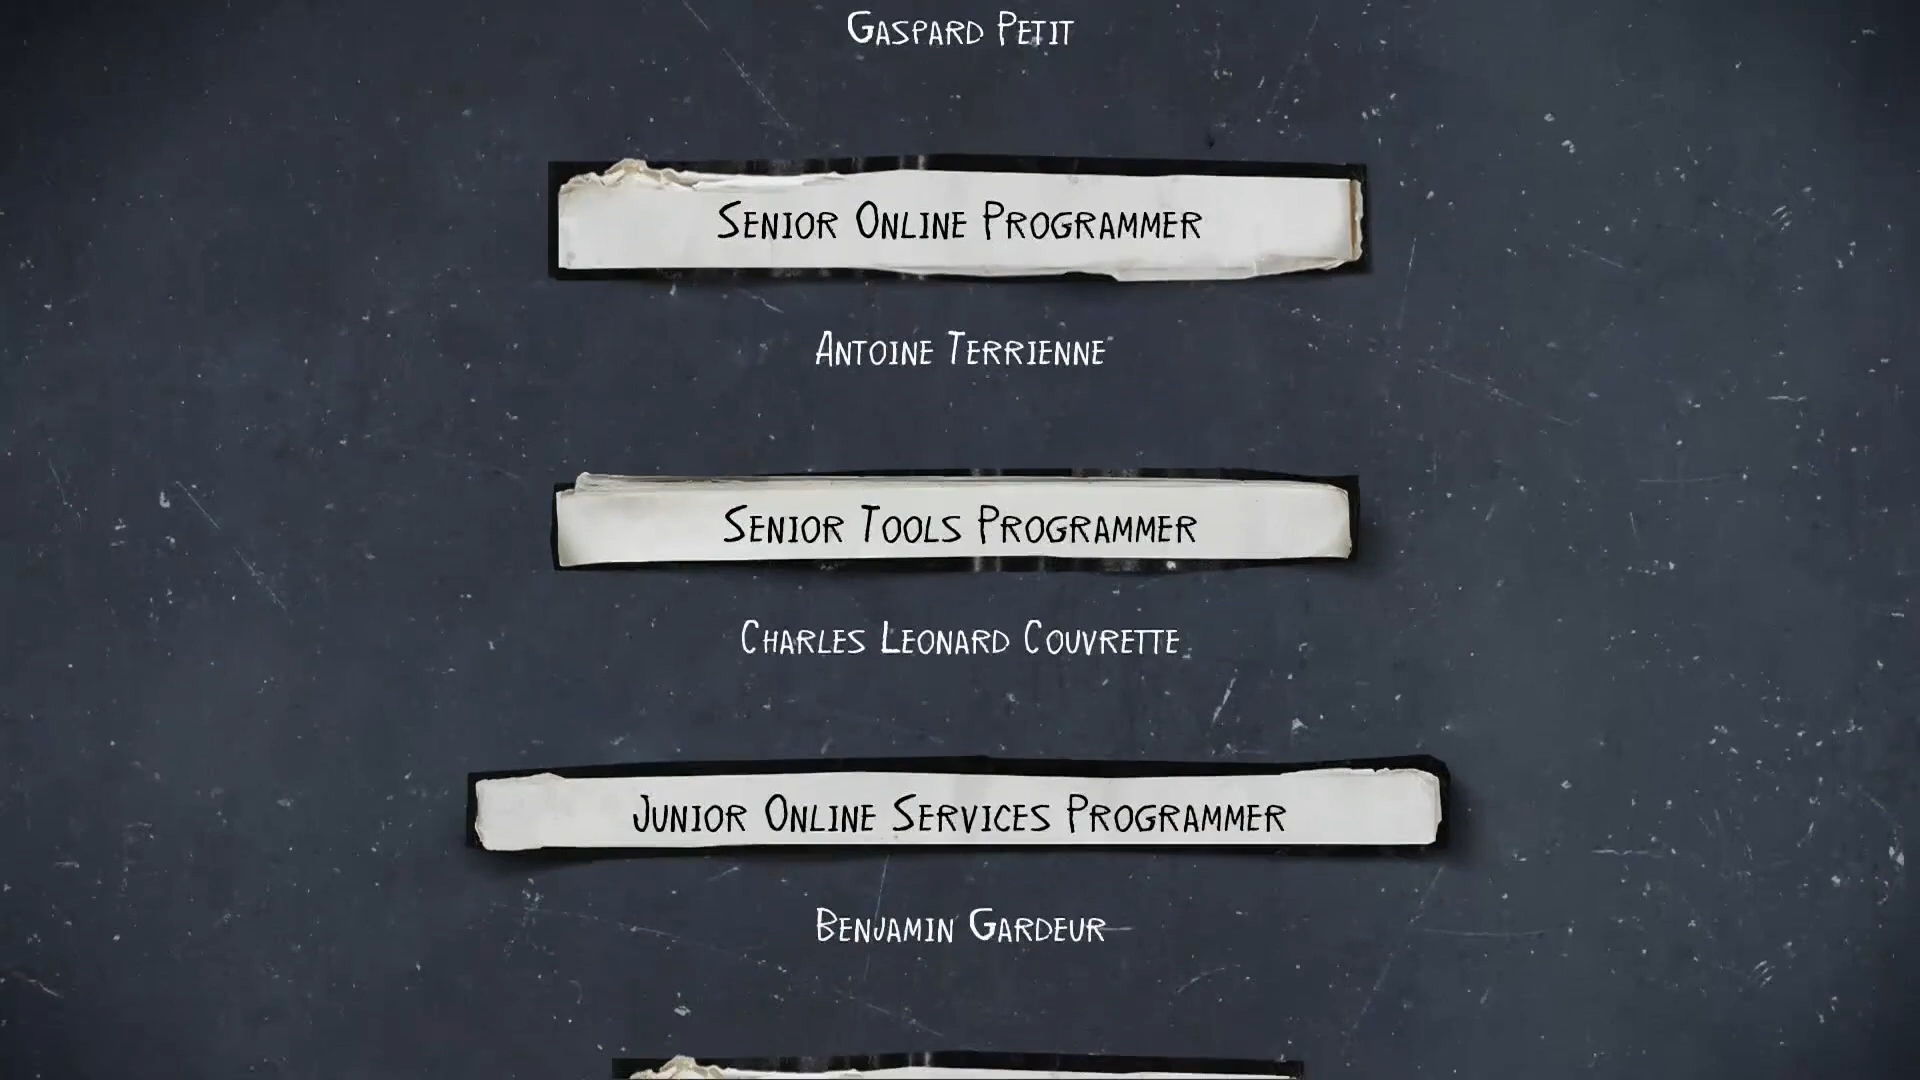 Gaspard Petit
Senior Online Programmer
Antoine Terrienne
Senior Tools Programmer
Charles Leonard Couvrette
Junior Online Services Programmer
Benjamin Gardeur